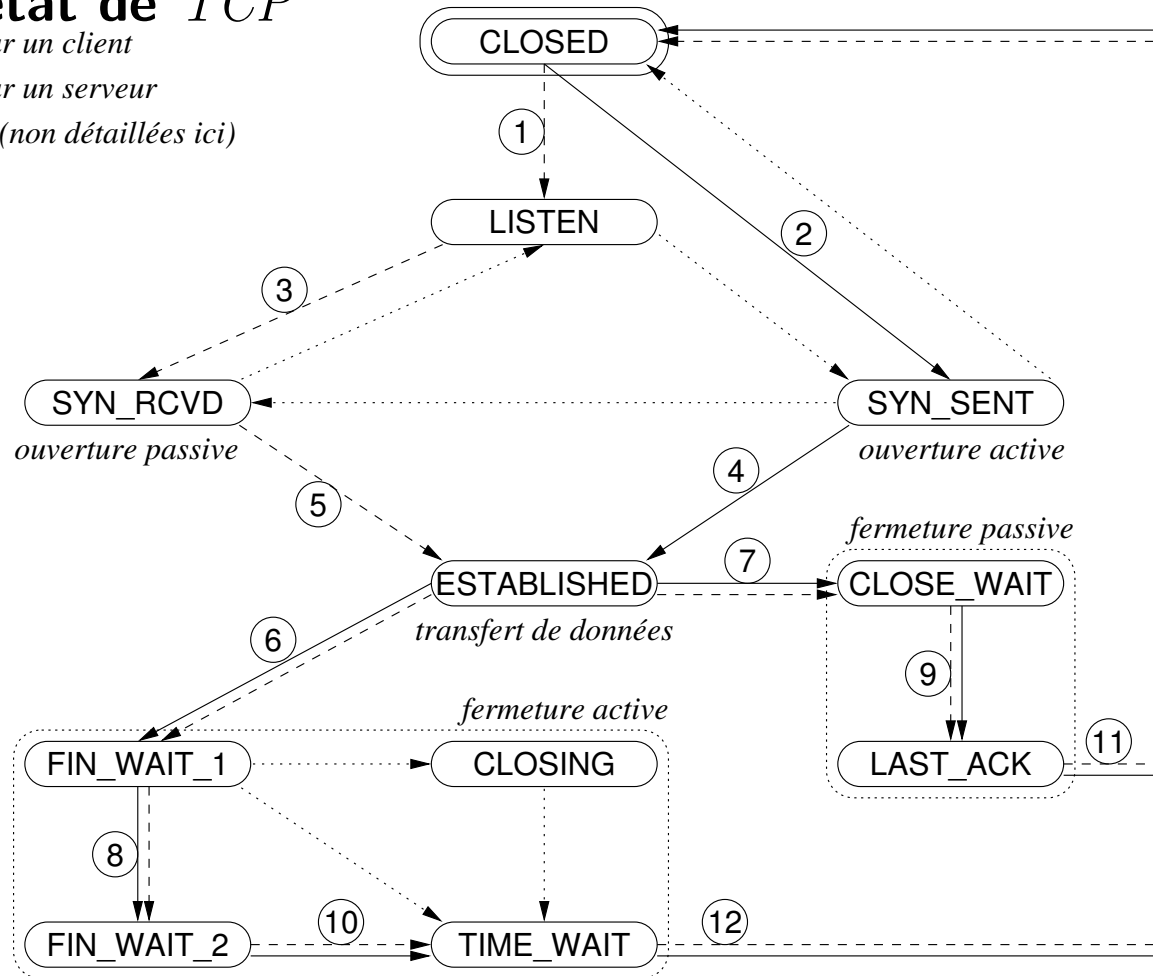 état de TCP
ar un client
ar un serveur
(non détaillées ici)
CLOSED
1
LISTEN
2
3
SYN_RCVD
SYN_SENT
ouverture passive
ouverture active
4
5
fermeture passive
7
ESTABLISHED
CLOSE_WAIT
transfert de données
6
9
fermeture active
11
FIN_WAIT_1
CLOSING
LAST_ACK
8
10
12
FIN_WAIT_2
TIME_WAIT